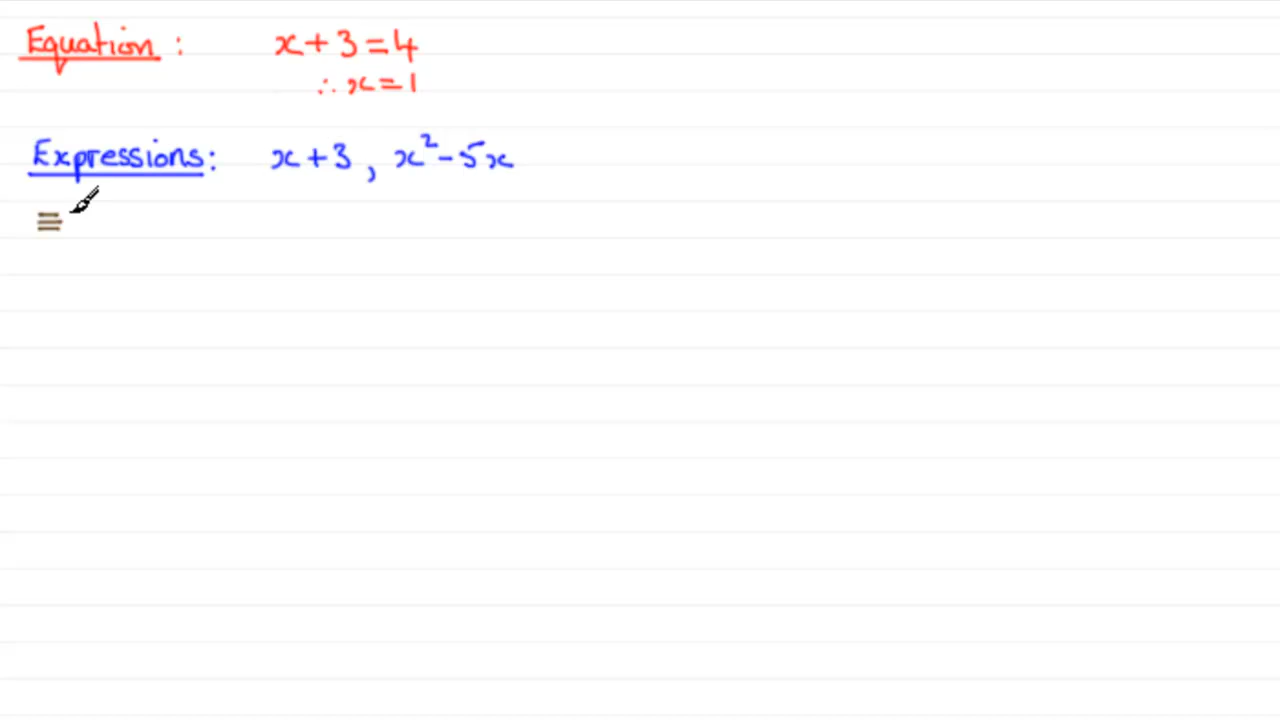 Equation : x + 3 = 4
∴ x = 1
Expressions: x + 3 , x² - 5x
≡